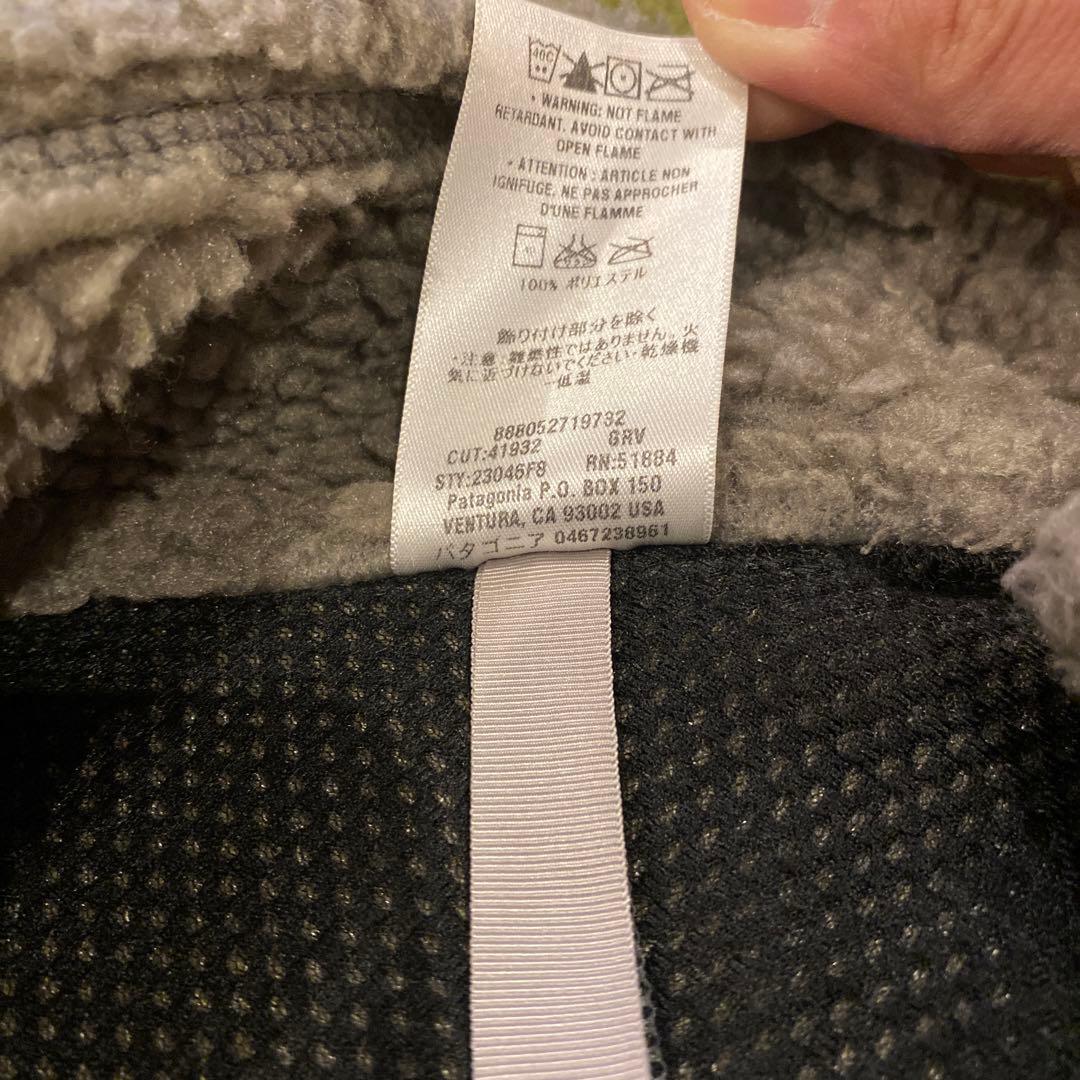 40C
• WARNING: NOT FLAME
RETARDANT. AVOID CONTACT WITH
OPEN FLAME
• ATTENTION : ARTICLE NON
IGNIFUGE. NE PAS APPROCHER
D'UNE FLAMME
100% ポリエステル
飾り付け部分を除く
・注意:難燃性ではありません。火
気に近づけないでください・乾燥機
-低温
888052719732
CUT:41932 GRV
STY:23046F8 RN:51884
Patagonia P.O. BOX 150
VENTURA, CA 93002 USA
パタゴニア 0467238961